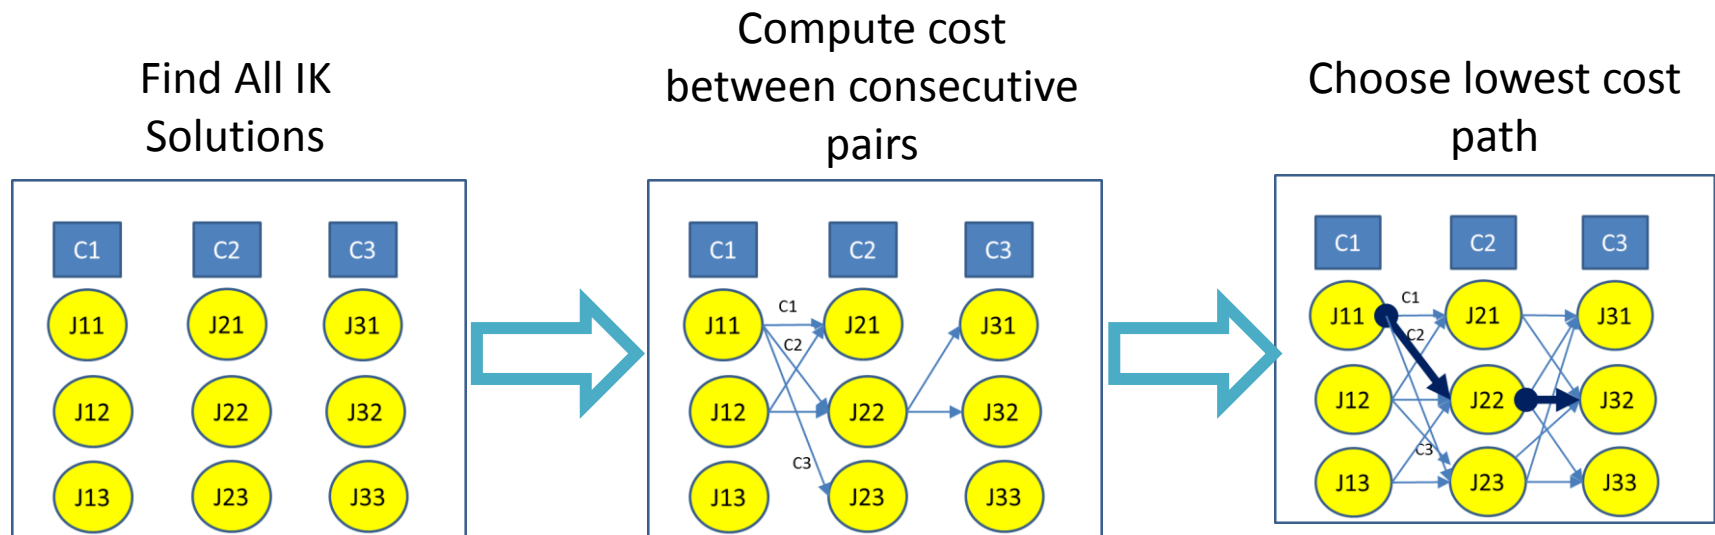 Find All IK
Solutions
C1 C2 C3
J11 J21 J31
J12 J22 J32
J13 J23 J33
Compute cost
between consecutive
pairs
C1 C2 C3
C1
J11 J21 J31
C2
J12 J22 J32
C3
J13 J23 J33
Choose lowest cost
path
C1 C2 C3
C1
J11 J21 J31
C2
J12 J22 J32
C3
J13 J23 J33